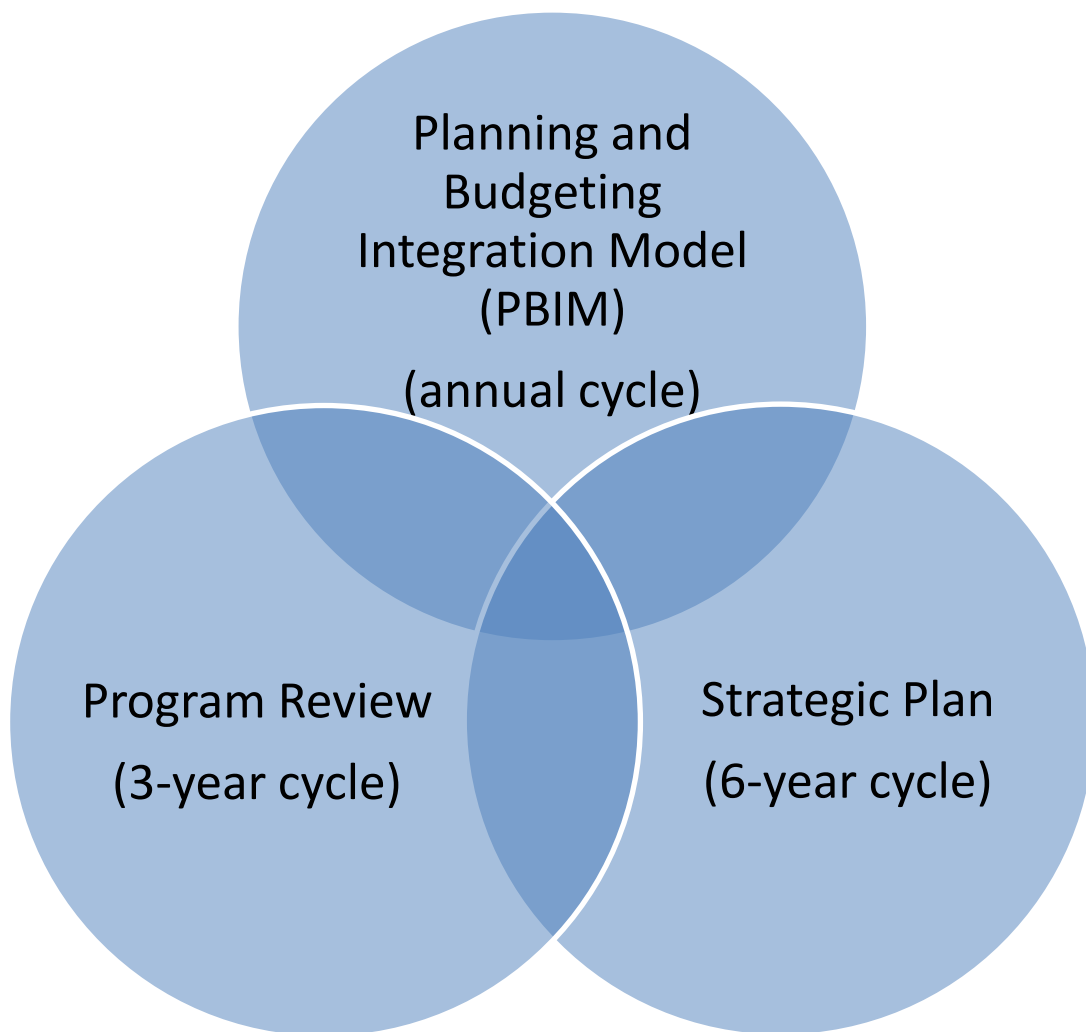 Planning and
Budgeting
Integration Model
(PBIM)
(annual cycle)
Program Review
(3-year cycle)
Strategic Plan
(6-year cycle)